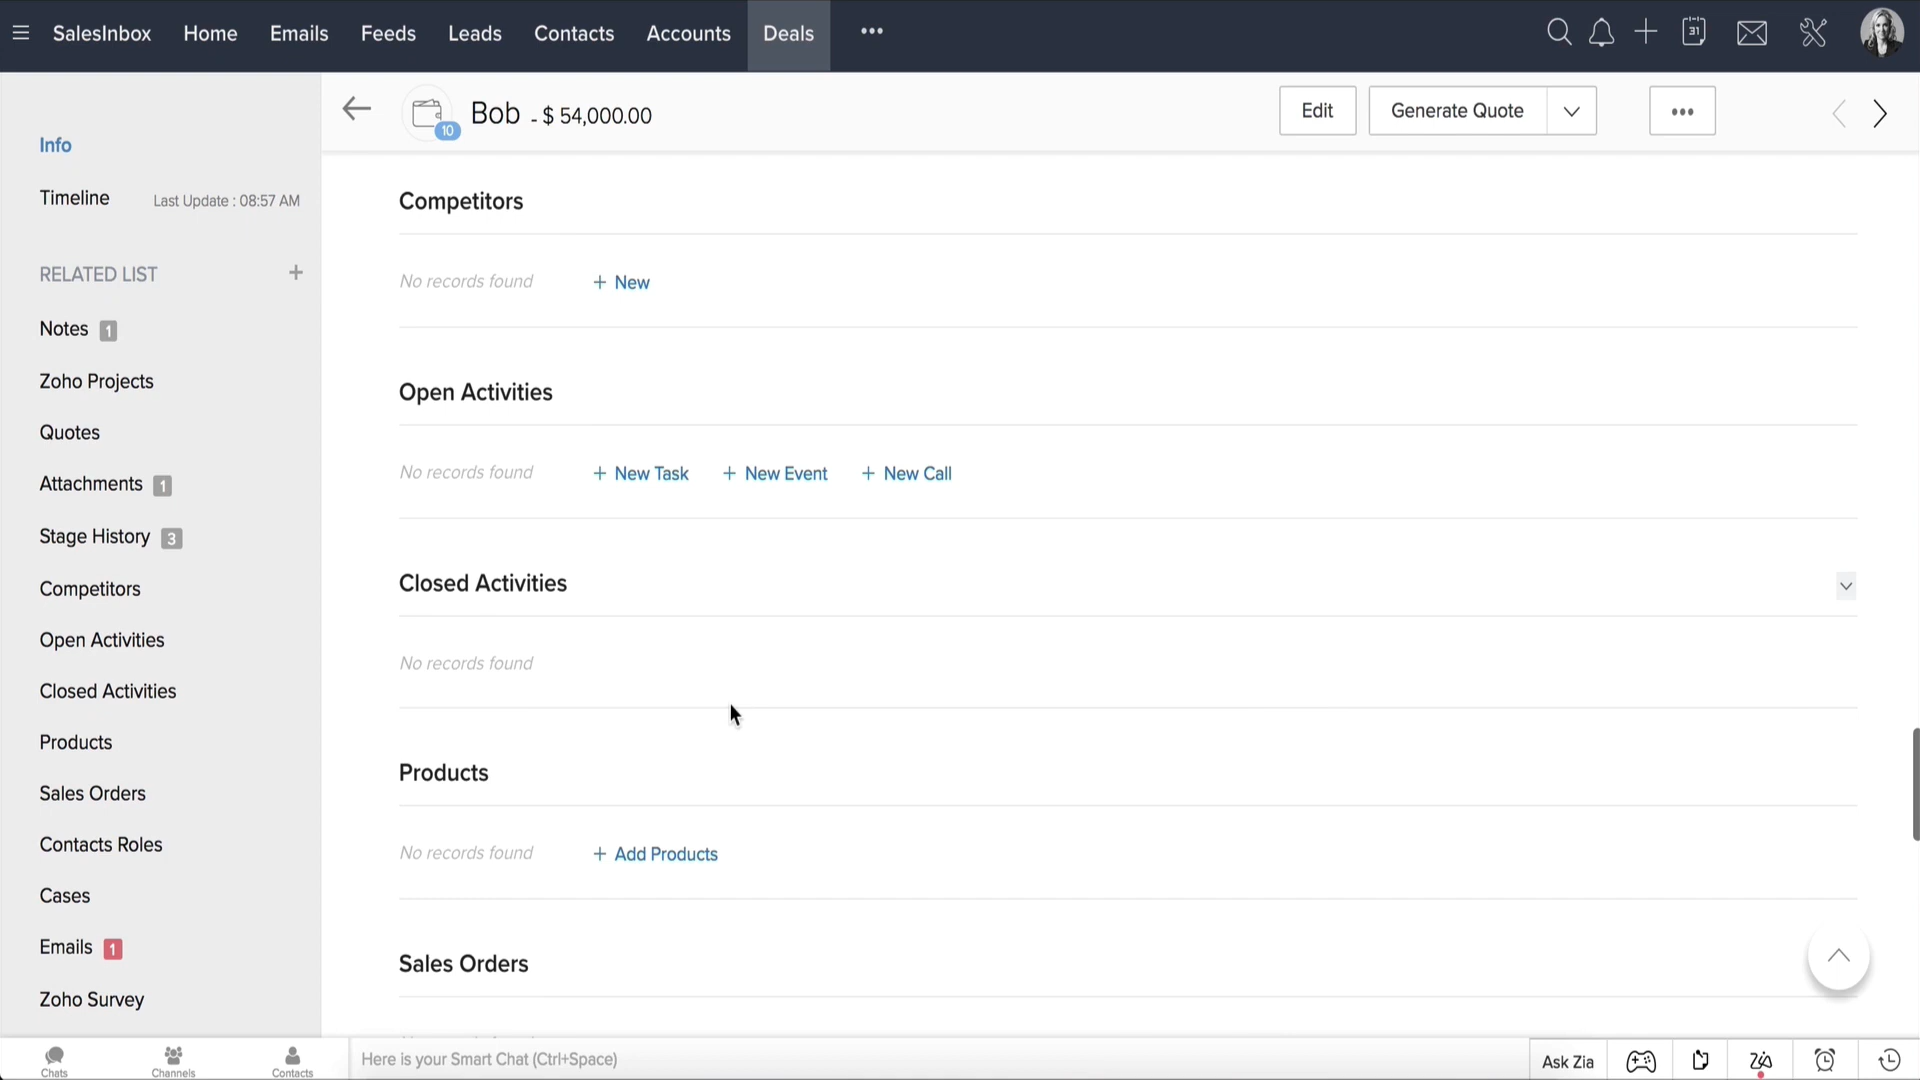 SalesInbox Home Emails Feeds Leads Contacts Accounts Deals •••
31
Bob - $ 54,000.00
10
Edit Generate Quote •••
Info
Timeline Last Update : 08:57 AM
RELATED LIST +
Notes 1
Zoho Projects
Quotes
Attachments 1
Stage History 3
Competitors
Open Activities
Closed Activities
Products
Sales Orders
Contacts Roles
Cases
Emails 1
Zoho Survey
Competitors
No records found + New
Open Activities
No records found + New Task + New Event + New Call
Closed Activities
No records found
Products
No records found + Add Products
Sales Orders
Chats Channels Contacts
Here is your Smart Chat (Ctrl+Space)
Ask Zia